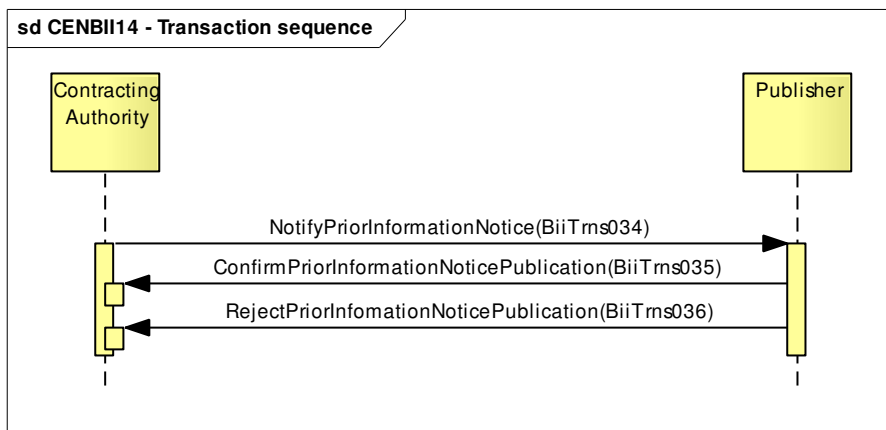 sd CENBII14 - Transaction sequence
Contracting
Authority
Publisher
NotifyPriorInformationNotice(BiiTrns034)
ConfirmPriorInformationNoticePublication(BiiTrns035)
RejectPriorInfomationNoticePublication(BiiTrns036)